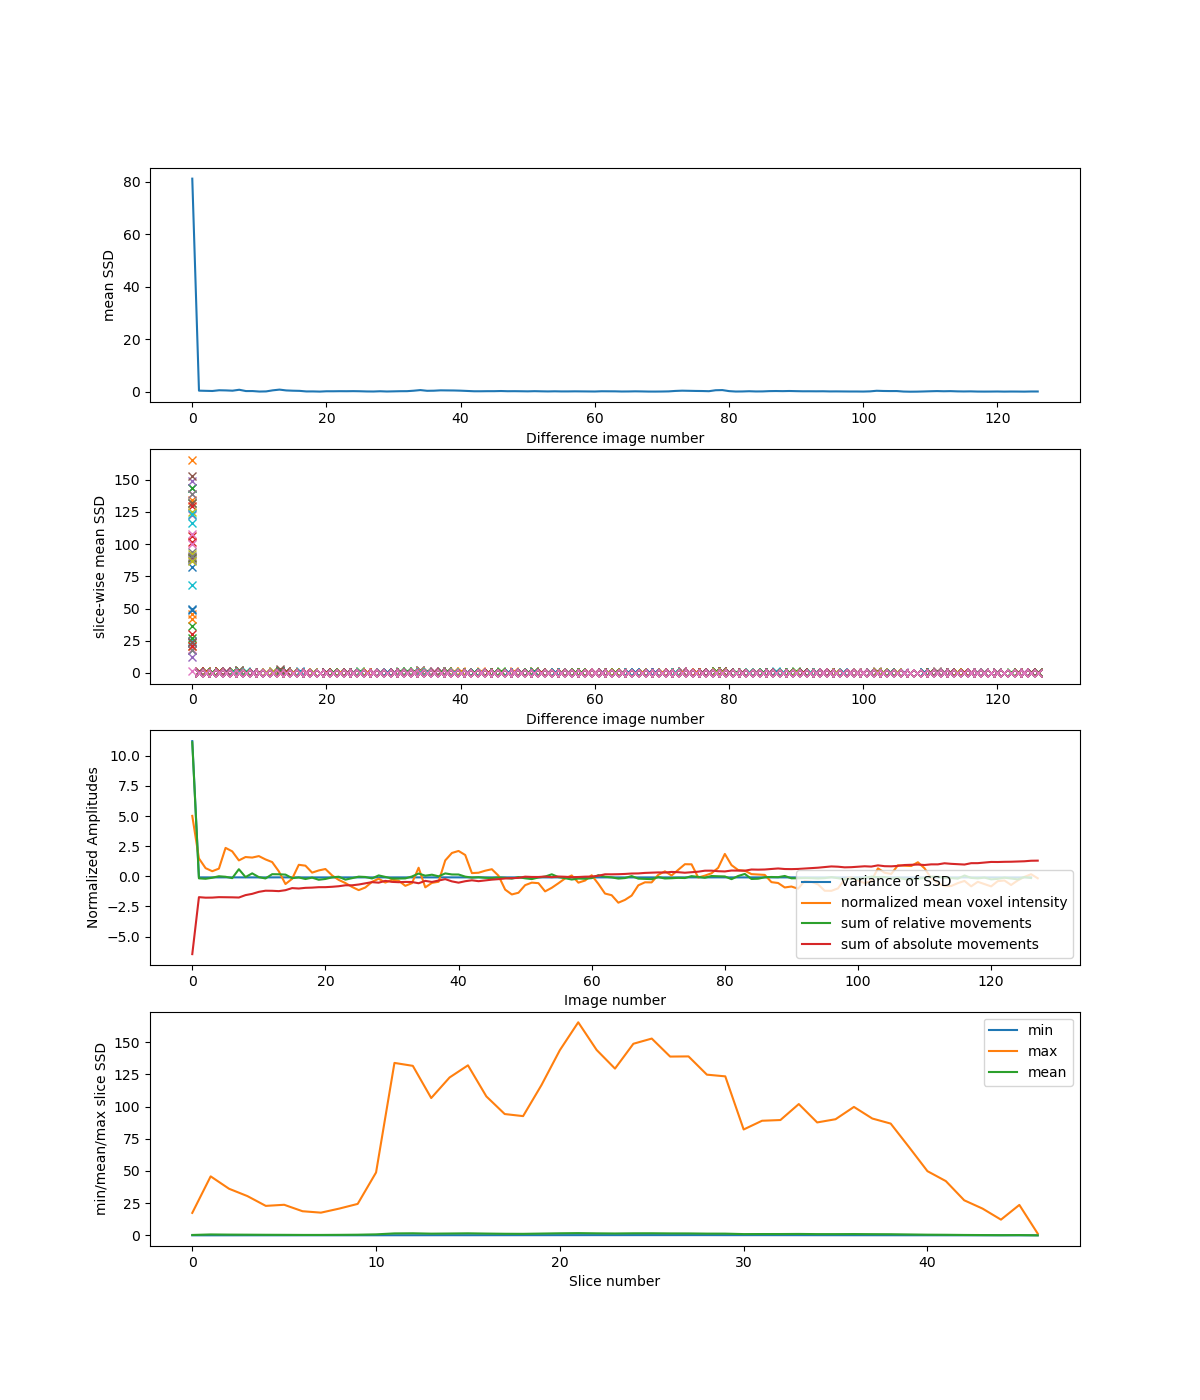 80
60
40
20
0
mean SSD
0 20 40 60 80 100 120
Difference image number
150
125
100
75
50
25
0
slice-wise mean SSD
0 20 40 60 80 100 120
Difference image number
10.0
7.5
5.0
2.5
0.0
−2.5
−5.0
Normalized Amplitudes
variance of SSD
normalized mean voxel intensity
sum of relative movements
sum of absolute movements
0 20 40 60 80 100 120
Image number
150
125
100
75
50
25
0
min/mean/max slice SSD
min
max
mean
0 10 20 30 40
Slice number